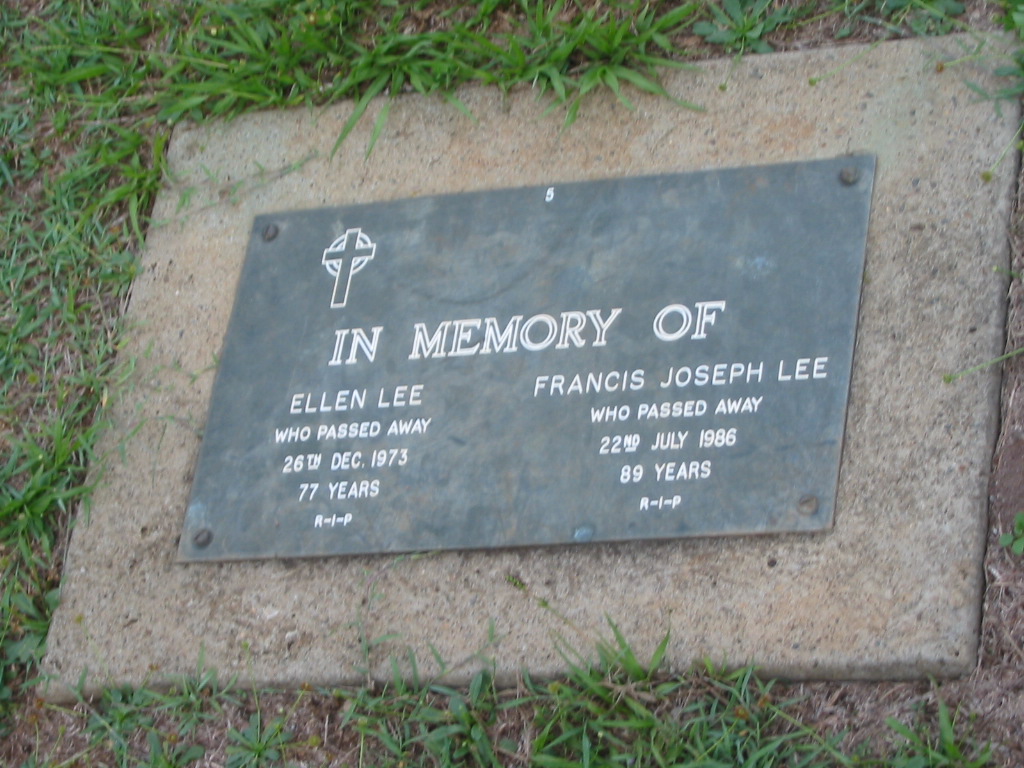 5
IN MEMORY OF
ELLEN LEE
WHO PASSED AWAY
26TH DEC. 1973
77 YEARS
R-I-P
FRANCIS JOSEPH LEE
WHO PASSED AWAY
22ND JULY 1986
89 YEARS
R-I-P